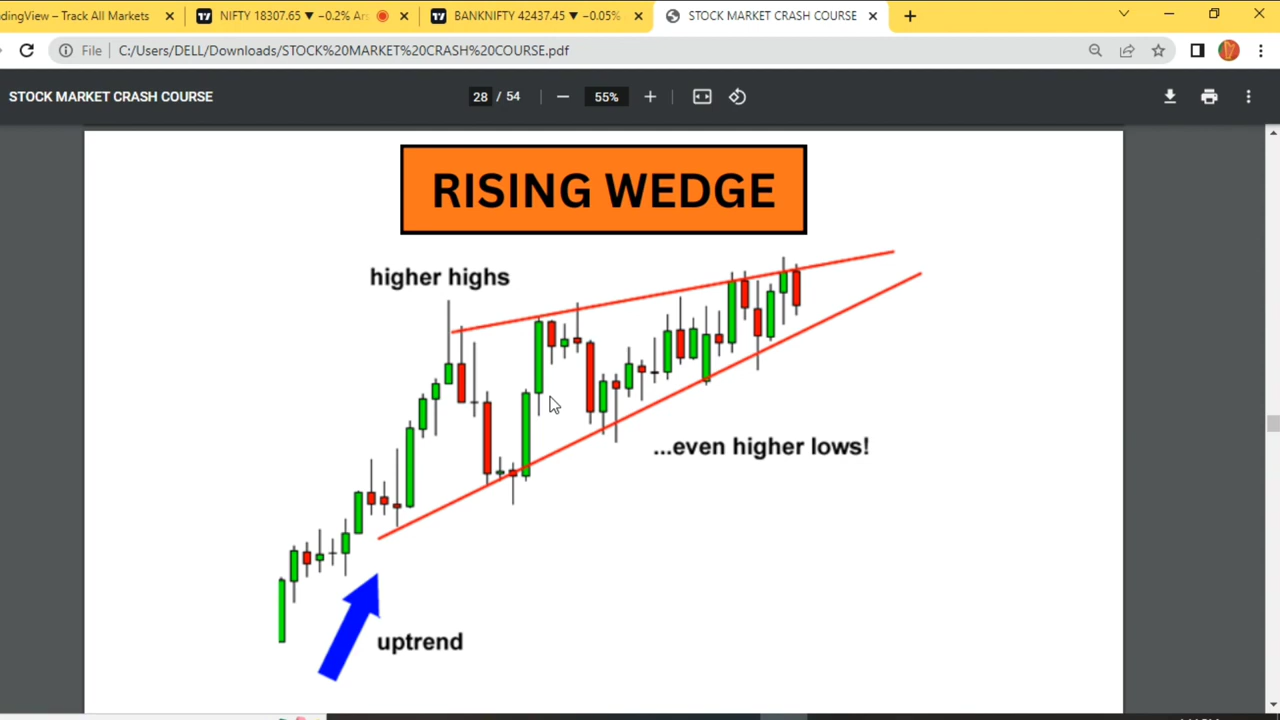 ndingView – Track All Markets
NIFTY 18307.65 ▼ −0.2% An
BANKNIFTY 42437.45 ▼ −0.05%
STOCK MARKET CRASH COURSE
File C:/Users/DELL/Downloads/STOCK%20MARKET%20CRASH%20COURSE.pdf
STOCK MARKET CRASH COURSE
28 / 54
55%
RISING WEDGE
higher highs
...even higher lows!
uptrend